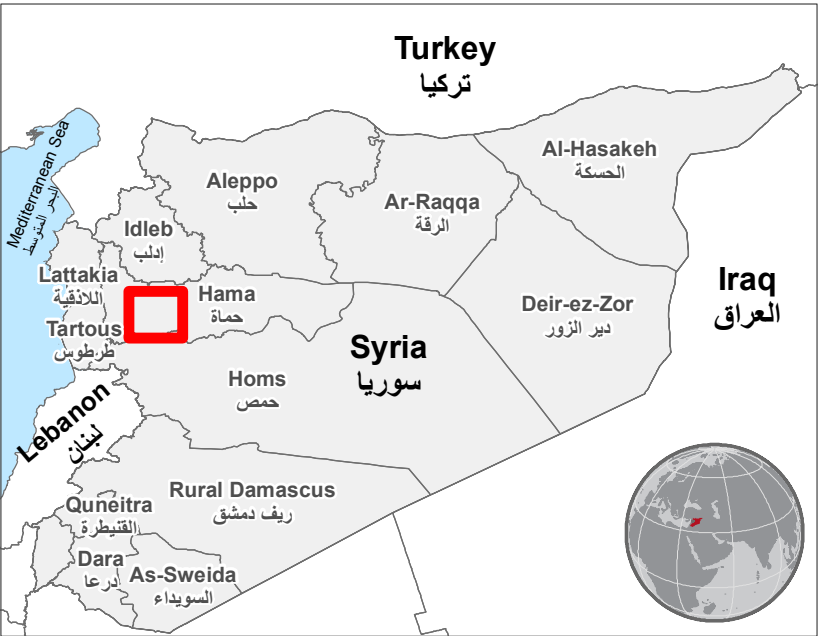 Turkey
تركيا
Mediterranean Sea
البحر المتوسط
Al-Hasakeh
الحسكة
Aleppo
حلب
Ar-Raqqa
الرقة
Idleb
إدلب
Lattakia
اللاذقية
Hama
حماة
Iraq
العراق
Deir-ez-Zor
دير الزور
Tartous
طرطوس
Syria
سوريا
Homs
حمص
Lebanon
لبنان
Rural Damascus
ريف دمشق
Quneitra
القنيطرة
Dara
درعا
As-Sweida
السويداء